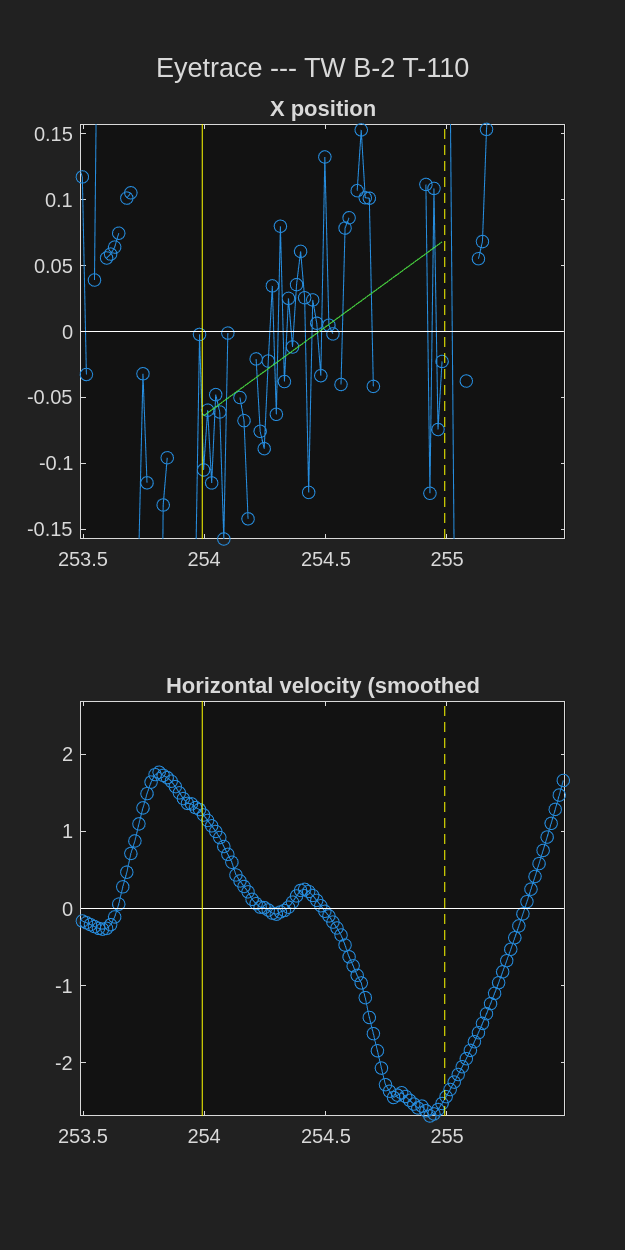 Eyetrace --- TW B-2 T-110
X position
0.15
0.1
0.05
0
-0.05
-0.1
-0.15
253.5 254 254.5 255
Horizontal velocity (smoothed
2
1
0
-1
-2
253.5 254 254.5 255